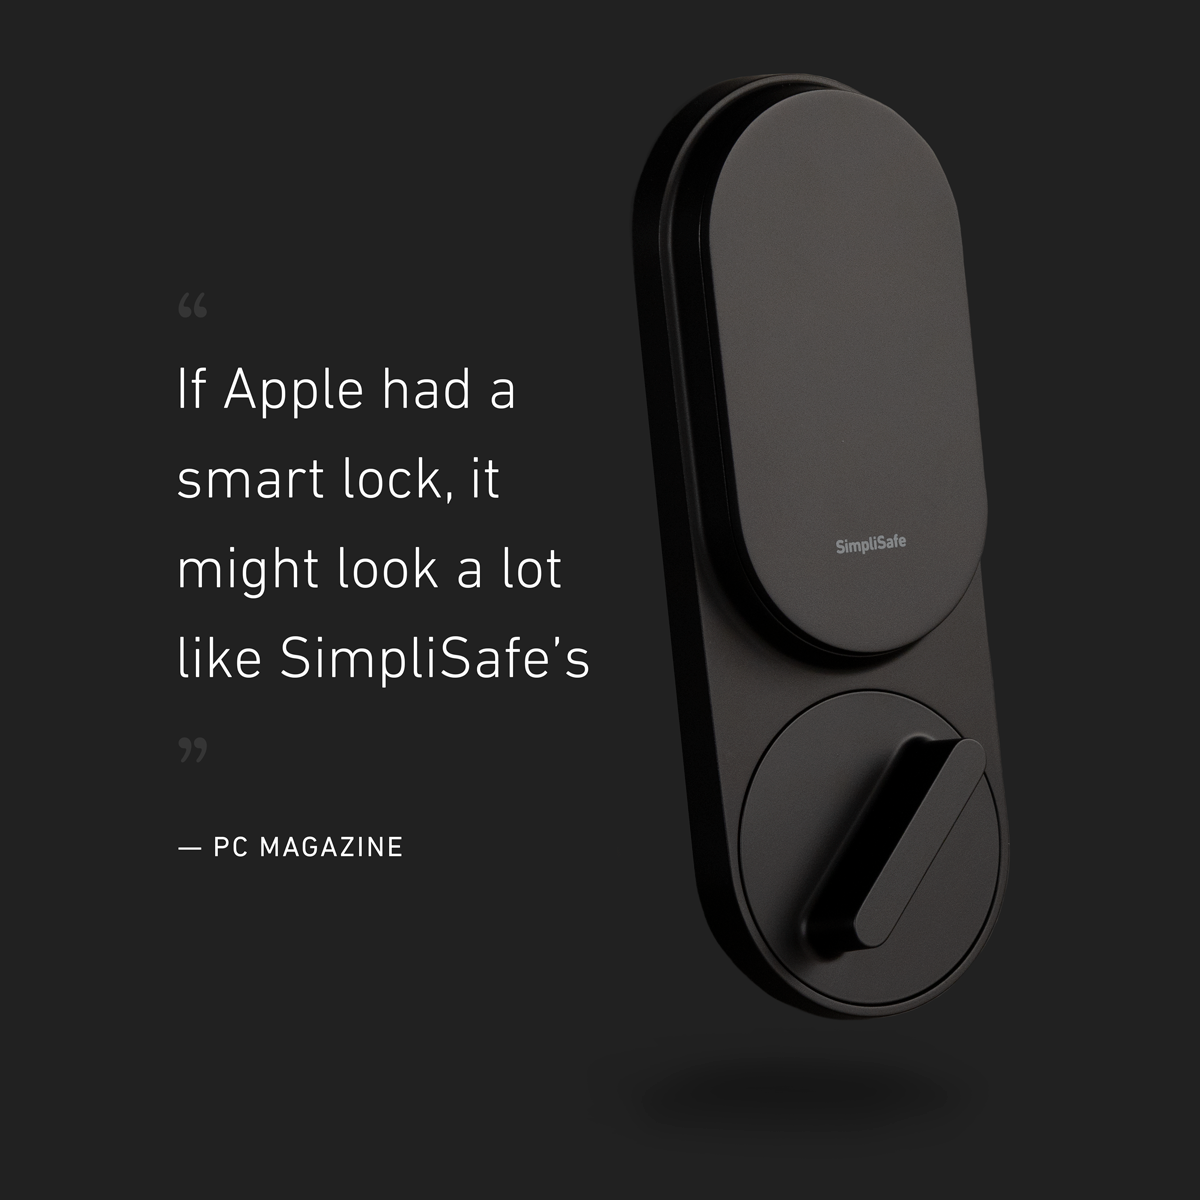 “
If Apple had a
smart lock, it
might look a lot
like SimpliSafe’s
”
— PC MAGAZINE
SimpliSafe